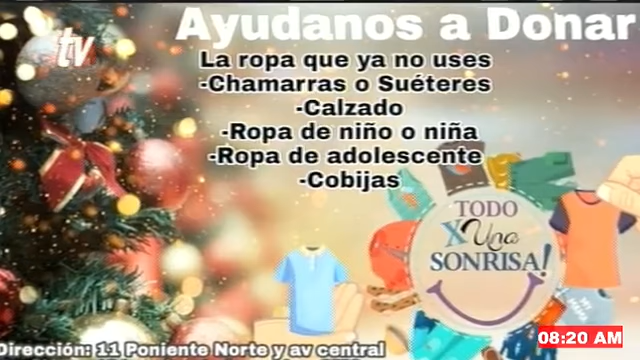 Ayudanos a Donar
tv
La ropa que ya no uses
-Chamarras o Suéteres
-Calzado
-Ropa de niño o niña
-Ropa de adolescente
-Cobijas
TODO
X Una
SONRISA!
Dirección: 11 Poniente Norte y av central
08:20 AM